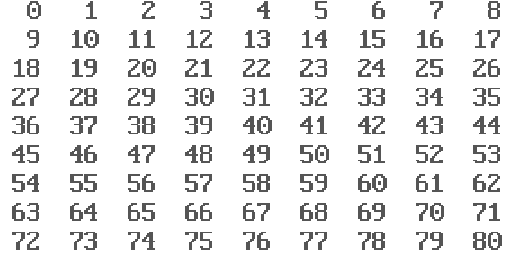 0 1 2 3 4 5 6 7 8
9 10 11 12 13 14 15 16 17
18 19 20 21 22 23 24 25 26
27 28 29 30 31 32 33 34 35
36 37 38 39 40 41 42 43 44
45 46 47 48 49 50 51 52 53
54 55 56 57 58 59 60 61 62
63 64 65 66 67 68 69 70 71
72 73 74 75 76 77 78 79 80